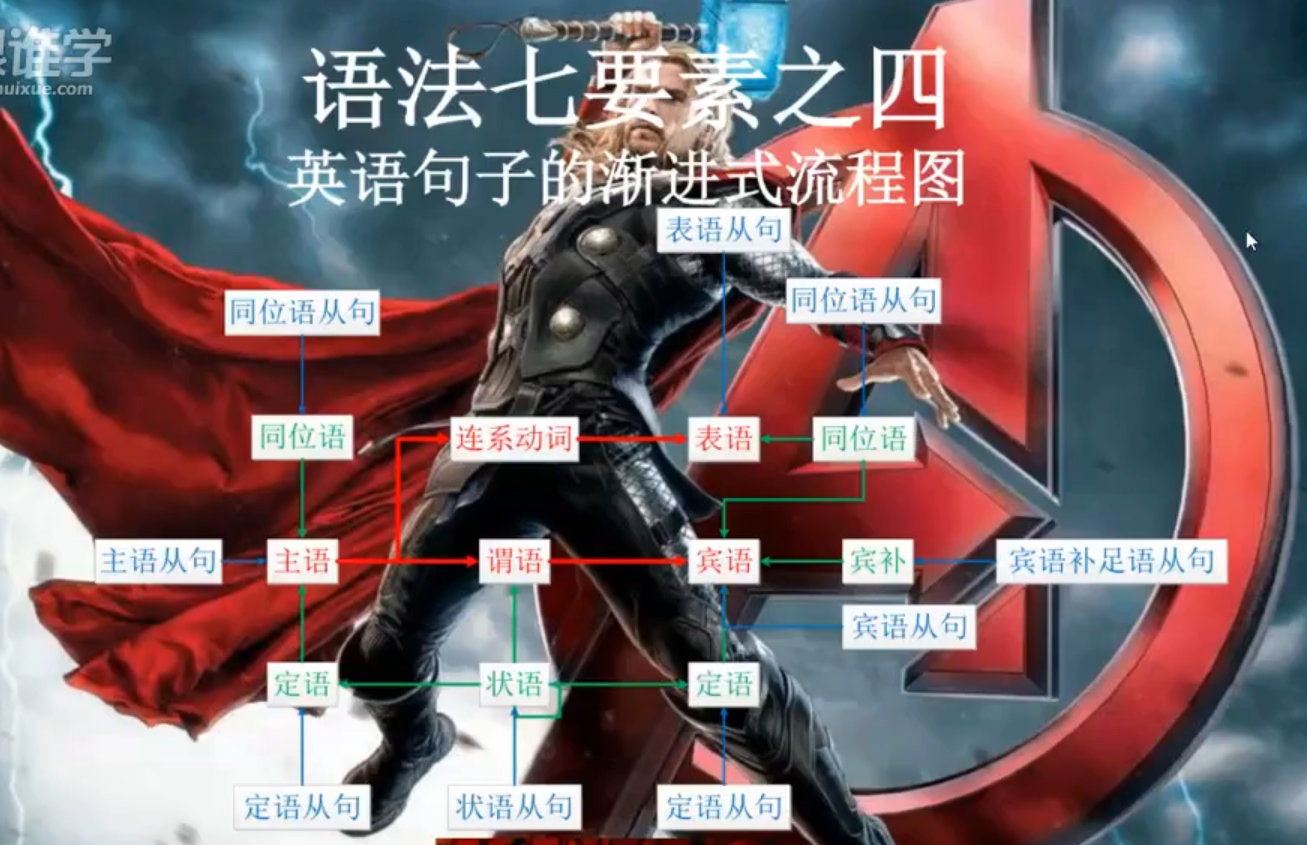 谁学
huixue.com
语法七要素之四
英语句子的渐进式流程图
表语从句
同位语从句
同位语从句
同位语
连系动词
表语
同位语
主语从句
主语
谓语
宾语
宾补
宾语补足语从句
宾语从句
定语
状语
定语
定语从句
状语从句
定语从句